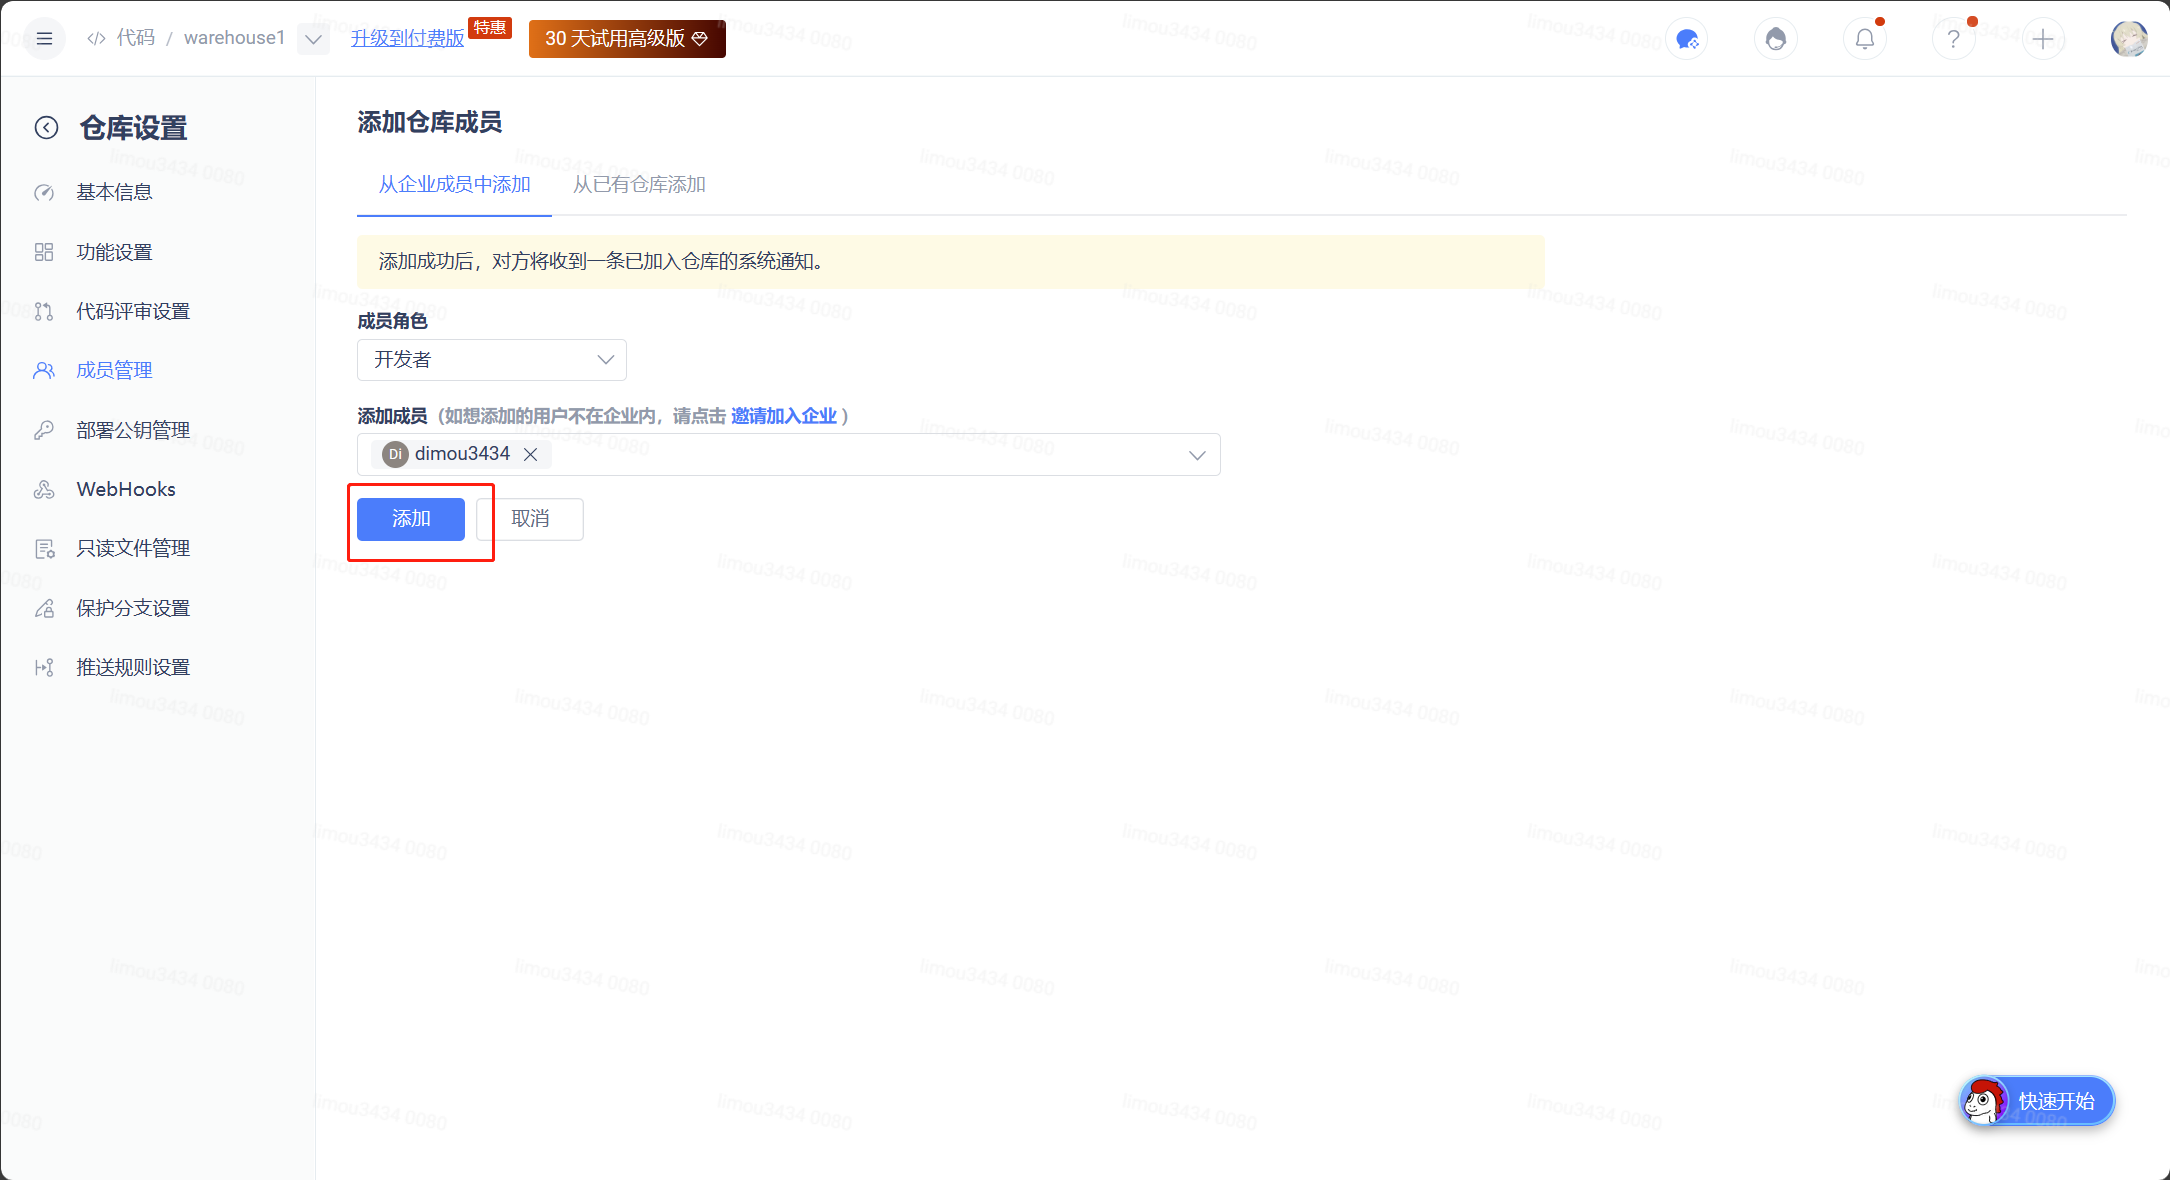 代码 / warehouse1
升级到付费版
特惠
30 天试用高级版
仓库设置
基本信息
功能设置
代码评审设置
成员管理
部署公钥管理
WebHooks
只读文件管理
保护分支设置
推送规则设置
添加仓库成员
从企业成员中添加
从已有仓库添加
添加成功后，对方将收到一条已加入仓库的系统通知。
成员角色
开发者
添加成员（如想添加的用户不在企业内，请点击 邀请加入企业 ）
Di dimou3434
添加
取消
快速开始
limou3434 0080